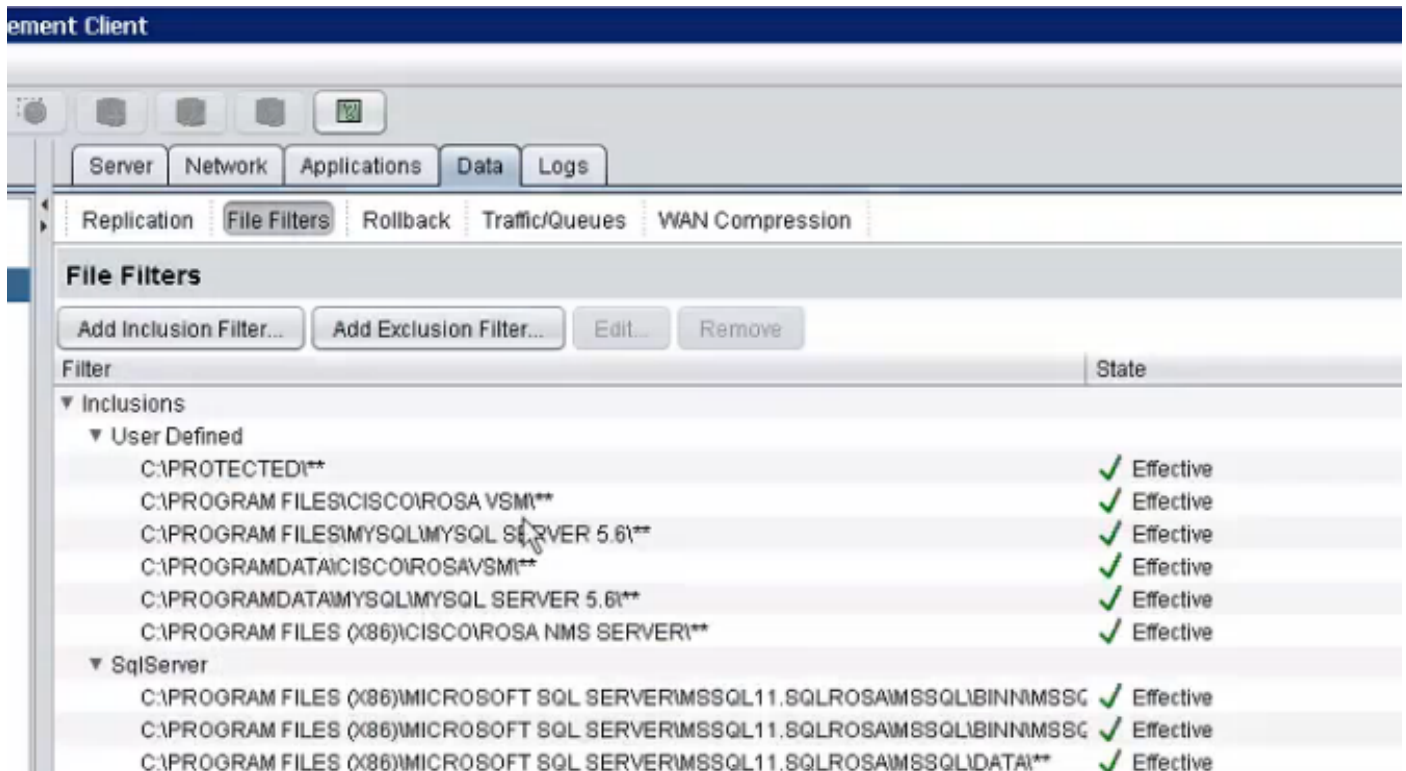 ement Client
Server Network Applications Data Logs
Replication File Filters Rollback Traffic/Queues WAN Compression
File Filters
Add Inclusion Filter... Add Exclusion Filter... Edit... Remove
Filter State
Inclusions
User Defined
C:\PROTECTED\** Effective
C:\PROGRAM FILES\CISCO\ROSA VSM\** Effective
C:\PROGRAM FILES\MYSQL\MYSQL SERVER 5.6\** Effective
C:\PROGRAMDATA\CISCO\ROSAVSM\** Effective
C:\PROGRAMDATA\MYSQL\MYSQL SERVER 5.6\** Effective
C:\PROGRAM FILES (X86)\CISCO\ROSA NMS SERVER\** Effective
SqlServer
C:\PROGRAM FILES (X86)\MICROSOFT SQL SERVER\MSSQL11.SQLROSA\MSSQL\BINN\MSSQ Effective
C:\PROGRAM FILES (X86)\MICROSOFT SQL SERVER\MSSQL11.SQLROSA\MSSQL\BINN\MSSQ Effective
C:\PROGRAM FILES (X86)\MICROSOFT SQL SERVER\MSSQL11.SQLROSA\MSSQL\DATA\** Effective